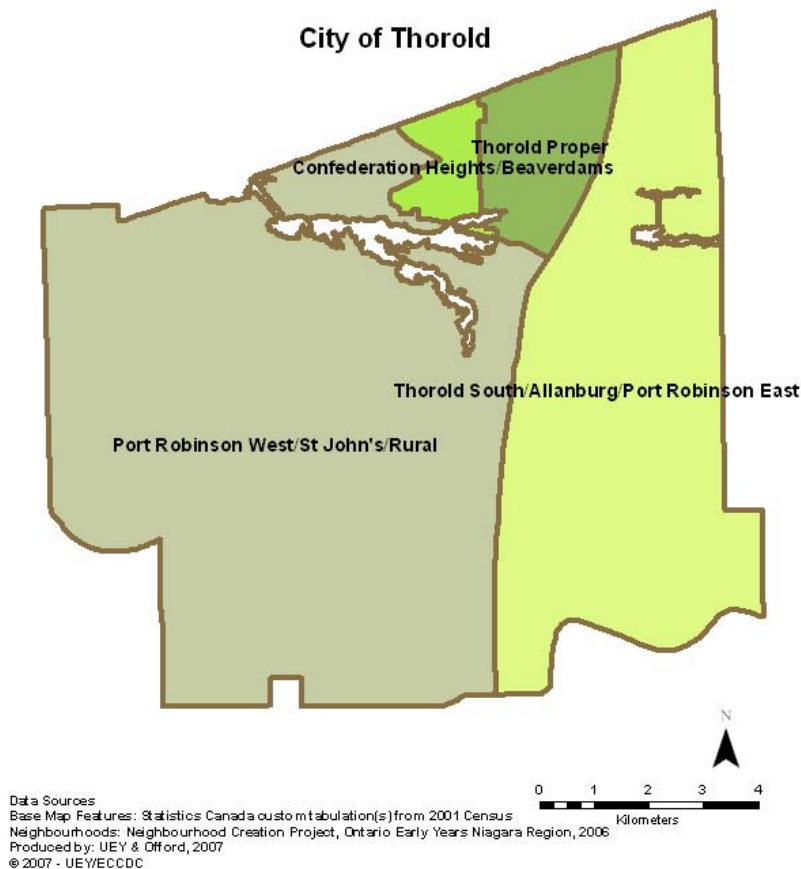 City of Thorold
Thorold Proper
Confederation Heights/Beaverdams
Thorold South/Allanburg/Port Robinson East
Port Robinson West/St John's/Rural
N
0 1 2 3 4
Kilometers
Data Sources
Base Map Features: Statistics Canada custom tabulation(s) from 2001 Census
Neighbourhoods: Neighbourhood Creation Project, Ontario Early Years Niagara Region, 2006
Produced by: UEY & Offord, 2007
© 2007 - UEY/ECCDC